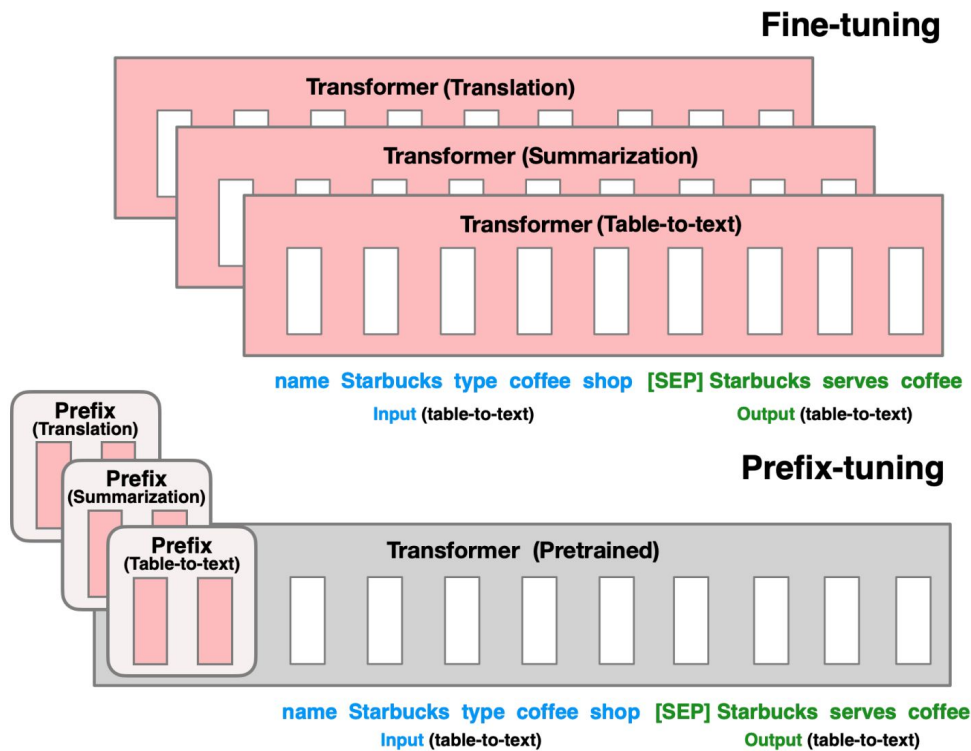 Fine-tuning
Transformer (Translation)
Transformer (Summarization)
Transformer (Table-to-text)
name Starbucks type coffee shop [SEP] Starbucks serves coffee
Input (table-to-text) Output (table-to-text)
Prefix-tuning
Prefix
(Translation)
Prefix
(Summarization)
Prefix
(Table-to-text)
Transformer (Pretrained)
name Starbucks type coffee shop [SEP] Starbucks serves coffee
Input (table-to-text) Output (table-to-text)